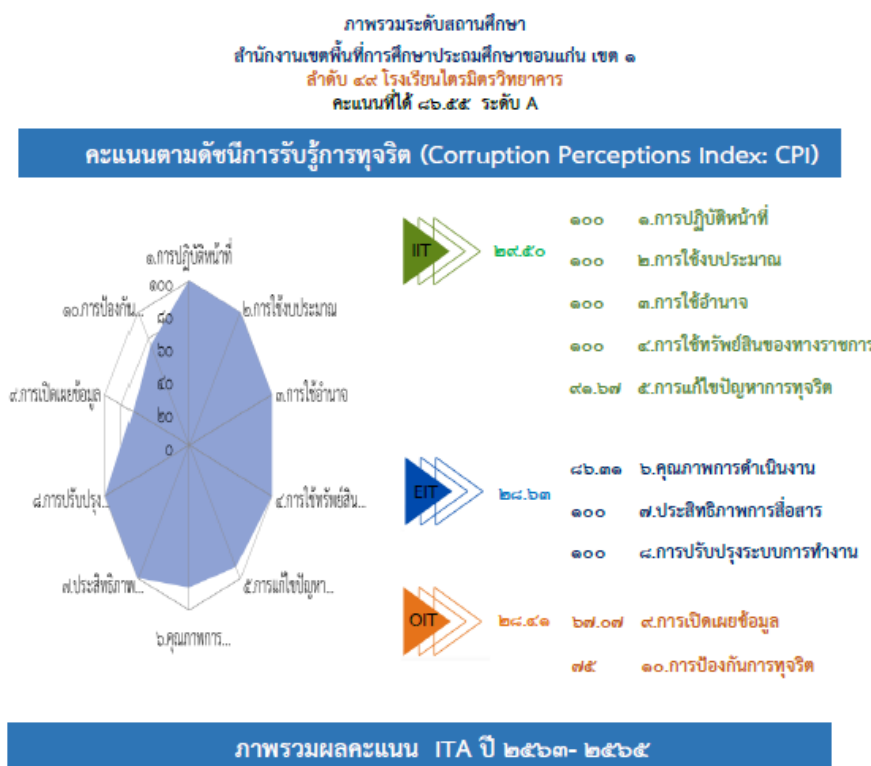 ภาพรวมระดับสถานศึกษา
สำนักงานเขตพื้นที่การศึกษาประถมศึกษาขอนแก่น เขต ๑
ลำดับ ๔๙ โรงเรียนไตรมิตรวิทยาคาร
คะแนนที่ได้ ๘๖.๕๕ ระดับ A
คะแนนตามดัชนีการรับรู้การทุจริต (Corruption Perceptions Index: CPI)
๑.การปฏิบัติหน้าที่
๒.การใช้งบประมาณ
๓.การใช้อำนาจ
๔.การใช้ทรัพย์สิน...
๕.การแก้ไขปัญหา...
๖.คุณภาพการ...
๗.ประสิทธิภาพ...
๘.การปรับปรุง...
๙.การเปิดเผยข้อมูล
๑๐.การป้องกัน...
๑๐๐
๘๐
๖๐
๔๐
๒๐
๐
IIT ๒๙.๕๐
๑๐๐ ๑.การปฏิบัติหน้าที่
๑๐๐ ๒.การใช้งบประมาณ
๑๐๐ ๓.การใช้อำนาจ
๑๐๐ ๔.การใช้ทรัพย์สินของทางราชการ
๙๑.๖๗ ๕.การแก้ไขปัญหาการทุจริต
EIT ๒๘.๖๓
๘๖.๓๑ ๖.คุณภาพการดำเนินงาน
๑๐๐ ๗.ประสิทธิภาพการสื่อสาร
๑๐๐ ๘.การปรับปรุงระบบการทำงาน
OIT ๒๘.๔๑
๖๗.๐๗ ๙.การเปิดเผยข้อมูล
๗๕ ๑๐.การป้องกันการทุจริต
ภาพรวมผลคะแนน ITA ปี ๒๕๖๓- ๒๕๖๕